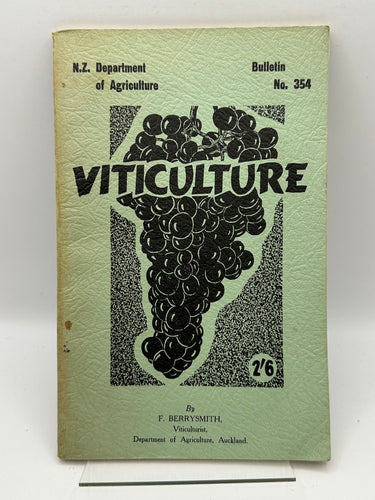 N.Z. Department
of Agriculture
Bulletin
No. 354
VITICULTURE
2'6
By
F. BERRYSMITH,
Viticulturist,
Department of Agriculture, Auckland.